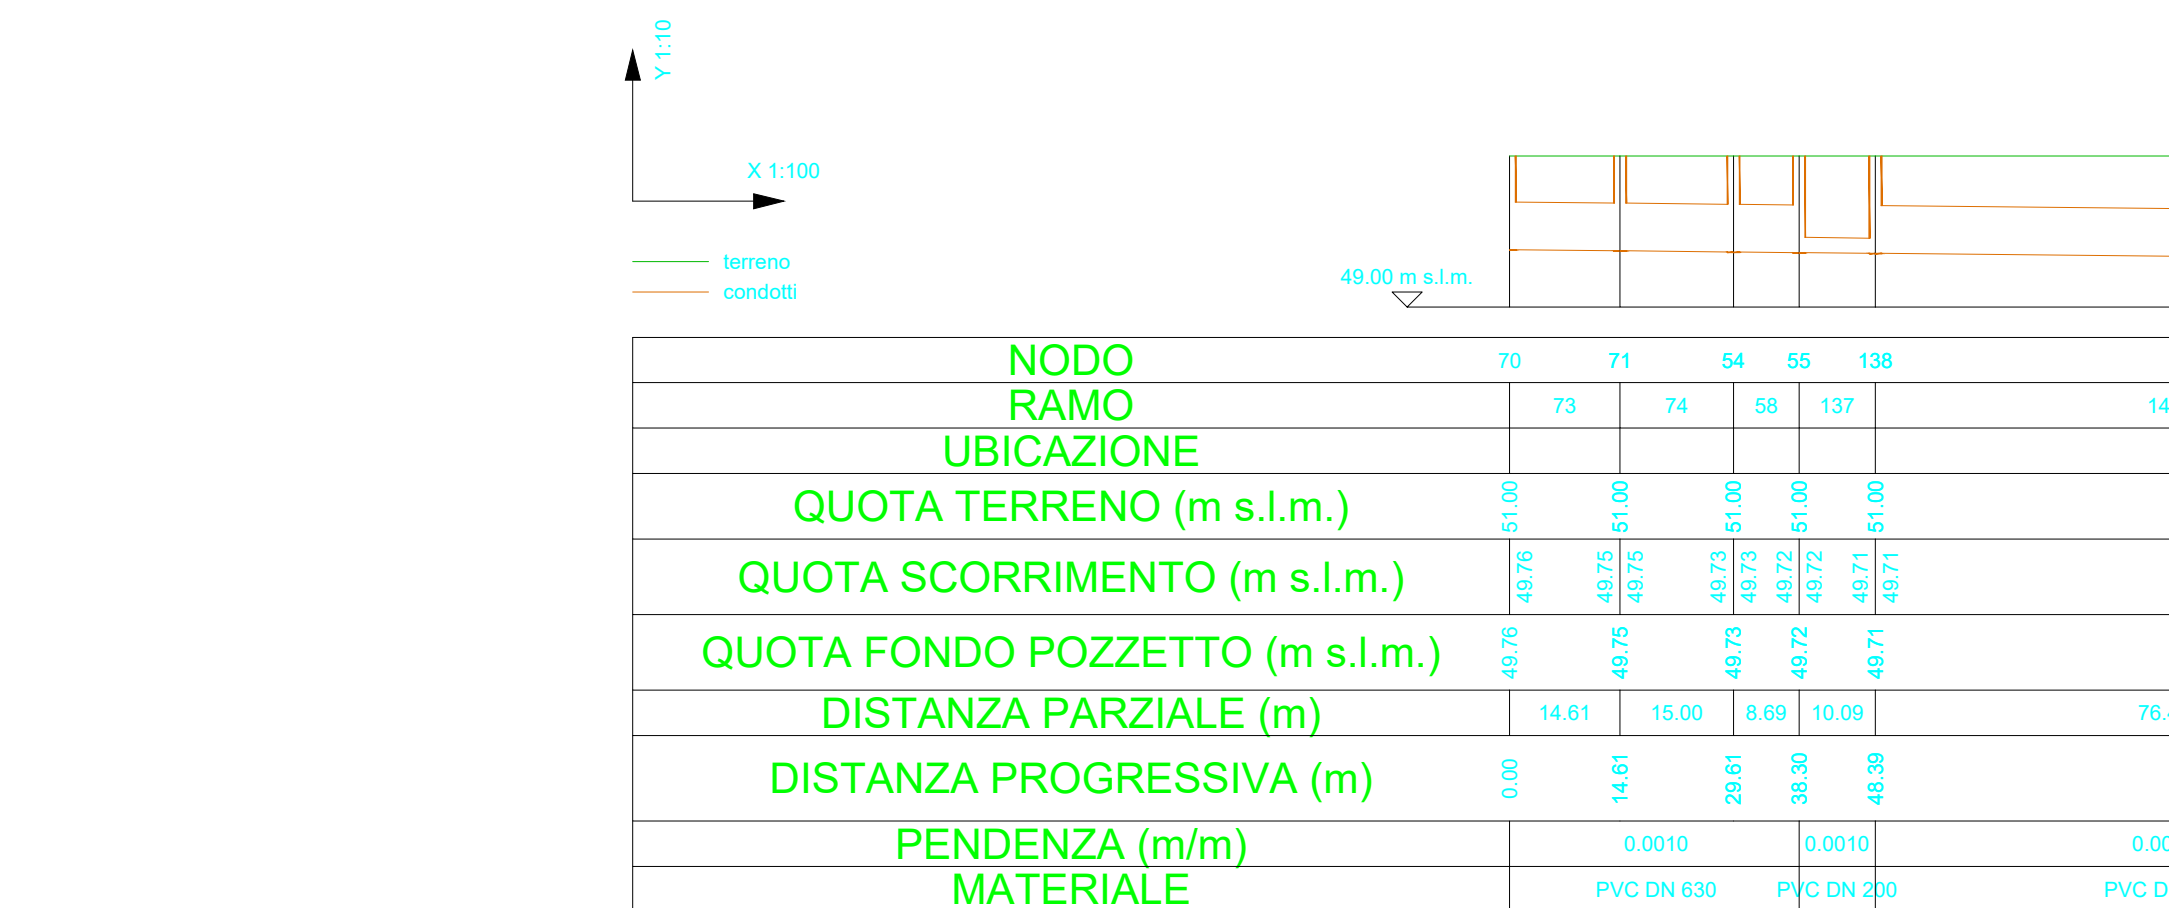 Y 1:10
X 1:100
terreno
condotti
49.00 m s.l.m.
NODO 70 71 54 55 138
RAMO 73 74 58 137 14
UBICAZIONE
QUOTA TERRENO (m s.l.m.) 51.00 51.00 51.00 51.00 51.00
QUOTA SCORRIMENTO (m s.l.m.) 49.76 49.75 49.75 49.73 49.73 49.72 49.72 49.71 49.71
QUOTA FONDO POZZETTO (m s.l.m.) 49.76 49.75 49.73 49.72 49.71
DISTANZA PARZIALE (m) 14.61 15.00 8.69 10.09 76.
DISTANZA PROGRESSIVA (m) 0.00 14.61 29.61 38.30 48.39
PENDENZA (m/m) 0.0010 0.0010 0.00
MATERIALE PVC DN 630 PVC DN 200 PVC D